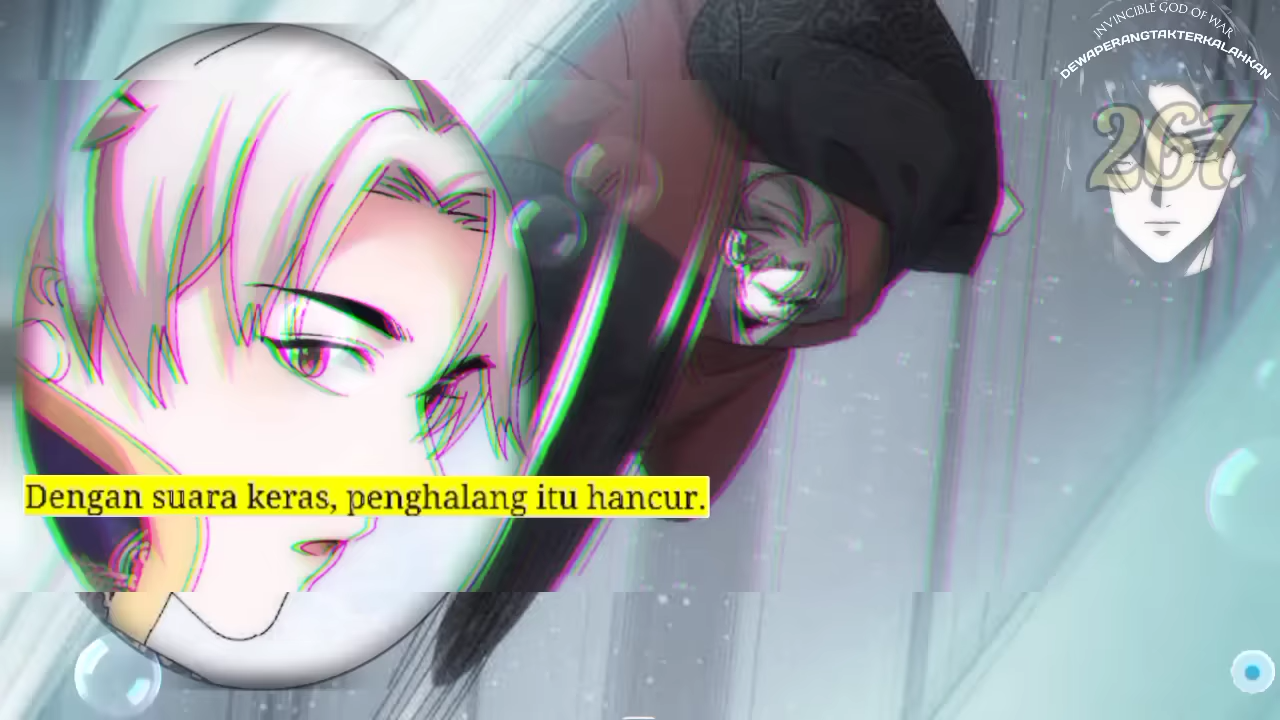 INVINCIBLE GOD OF WAR
DEWAPERANGTAKTERKALAHKAN
267
Dengan suara keras, penghalang itu hancur.